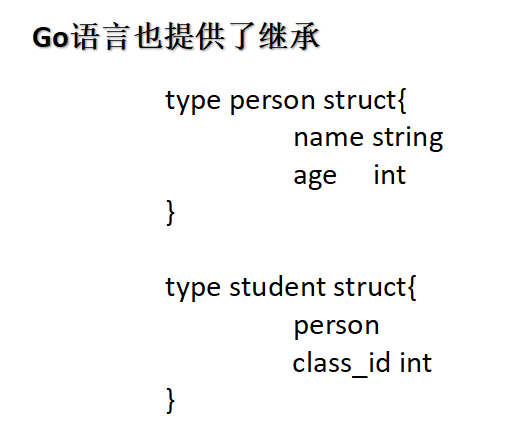 Go语言也提供了继承
type person struct{
name string
age int
}
type student struct{
person
class_id int
}